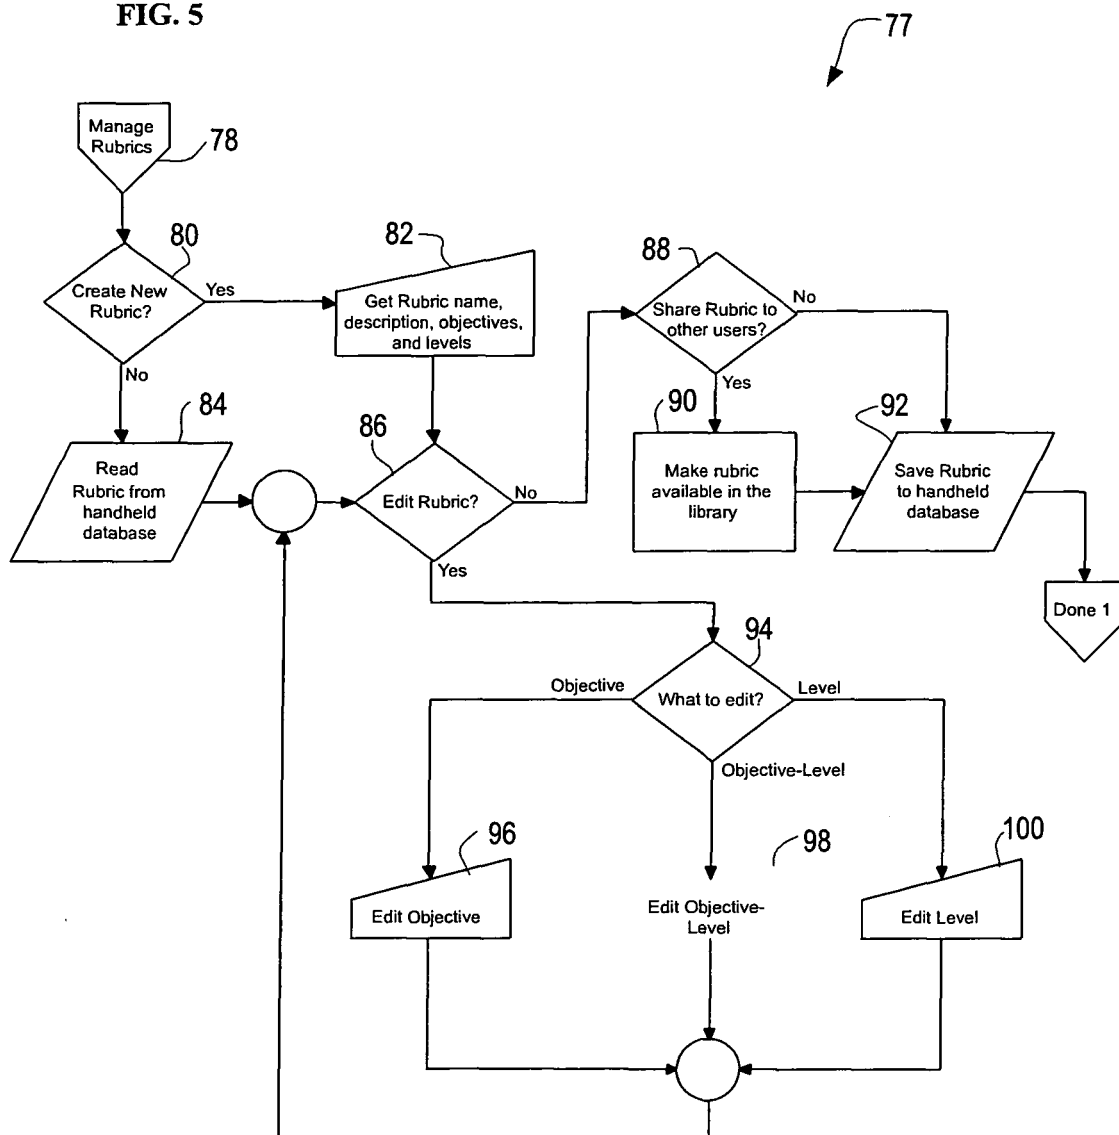 FIG. 5
77
Manage
Rubrics
78
80
Create New
Rubric?
Yes
No
82
Get Rubric name,
description, objectives,
and levels
84
Read
Rubric from
handheld
database
86
Edit Rubric?
No
Yes
88
Share Rubric to
other users?
No
Yes
90
Make rubric
available in the
library
92
Save Rubric
to handheld
database
Done 1
94
What to edit?
Objective
Level
Objective-Level
96
Edit Objective
98
Edit Objective-
Level
100
Edit Level